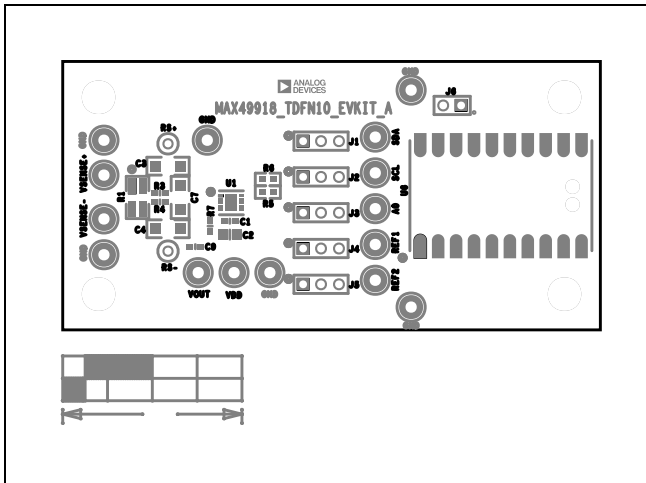 ANALOG
DEVICES
MAX49918_TDFN10_EVKIT_A
GND
J6
GND
RS+
GND
J1
SDA
VSENSE+
C3
R1
R3
R4
C7
U1
R6
R5
J2
SCL
U6
VSENSE-
C4
R7
C1
C2
J3
A0
GND
RS-
C9
J4
REF1
VOUT
VDD
GND
J5
REF2
GND